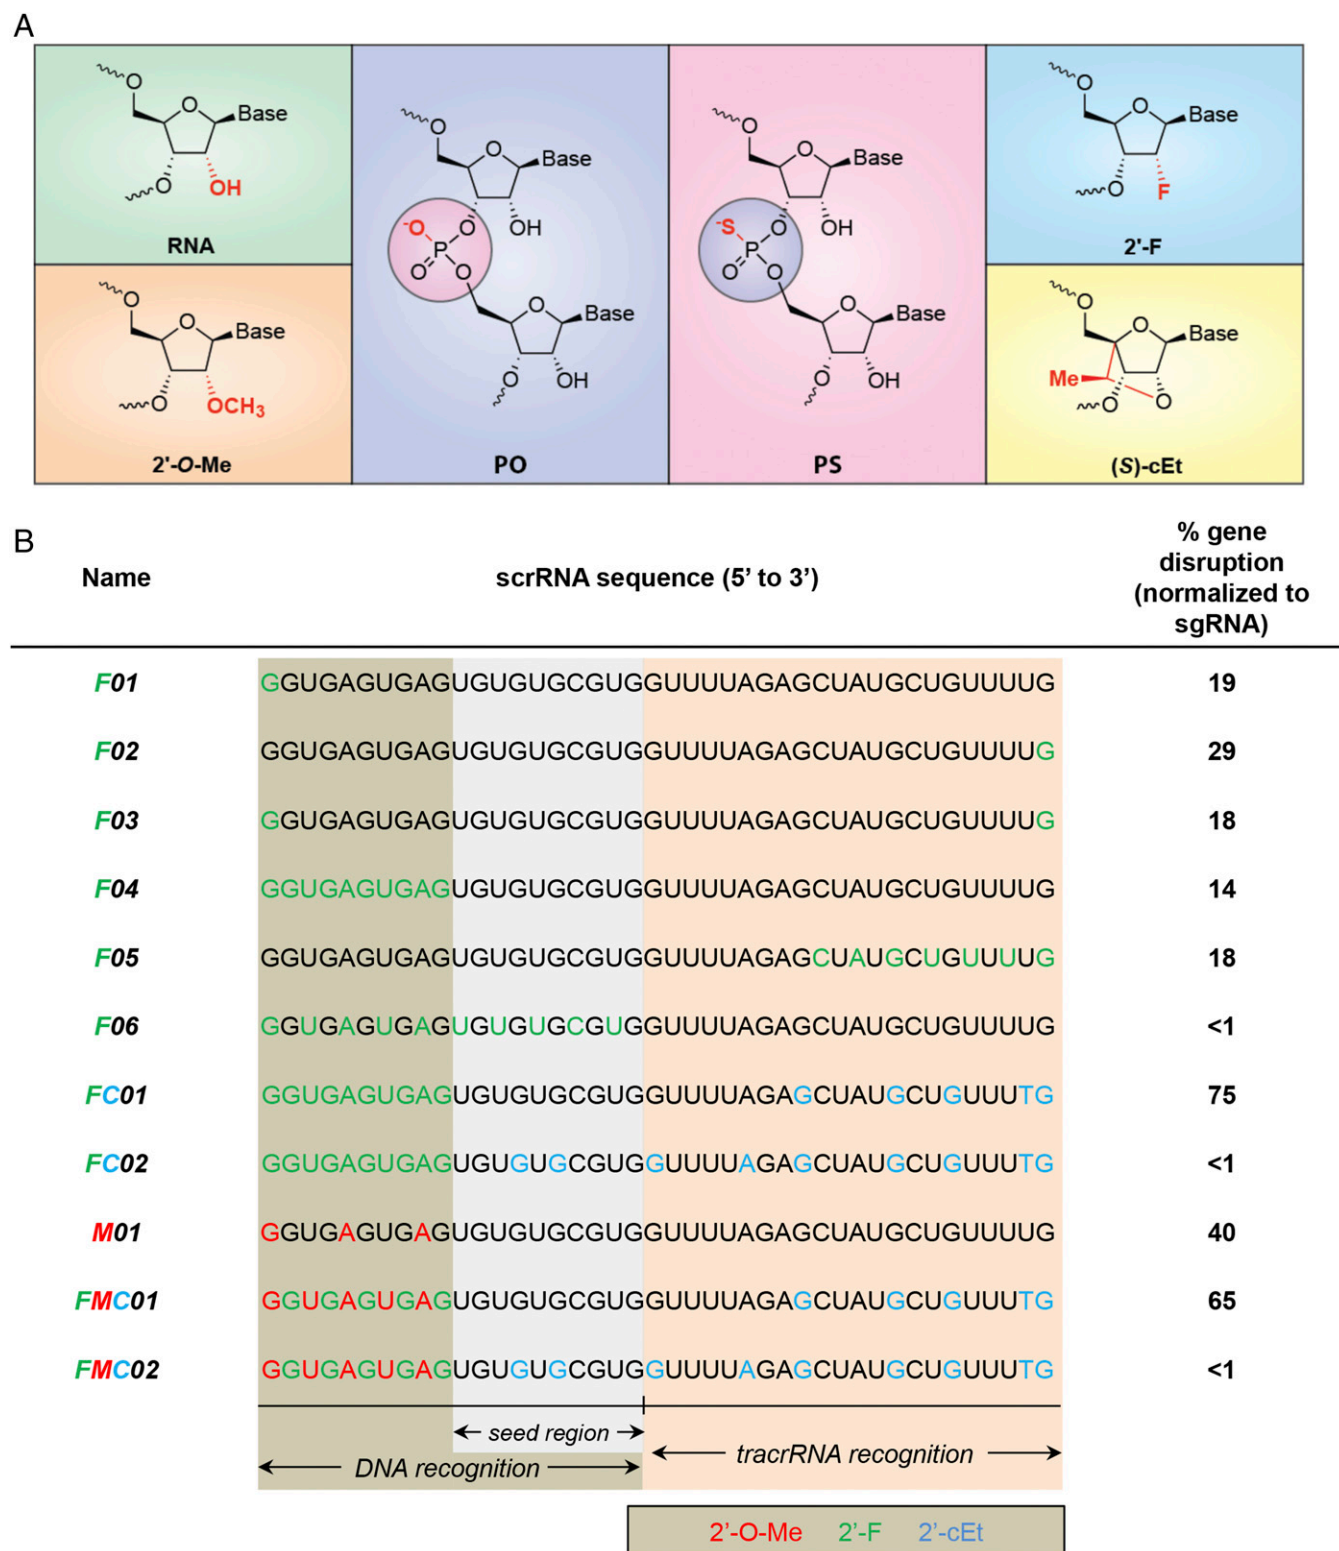 A
O
O
Base
O
OH
RNA
O
O
Base
O
OCH3
2'-O-Me
O
O
Base
-O
O
OH
P
O
O
O
Base
O
OH
PO
O
O
Base
-S
O
OH
P
O
O
O
Base
O
OH
PS
O
O
Base
O
F
2'-F
O
O
Base
Me
O
O
(S)-cEt
B
Name
scrRNA sequence (5' to 3')
% gene
disruption
(normalized to
sgRNA)
F01 GGUGAGUGAGUGUGUGCGUGGUUUUAGAGCUAUGCUGUUUUG 19
F02 GGUGAGUGAGUGUGUGCGUGGUUUUAGAGCUAUGCUGUUUUG 29
F03 GGUGAGUGAGUGUGUGCGUGGUUUUAGAGCUAUGCUGUUUUG 18
F04 GGUGAGUGAGUGUGUGCGUGGUUUUAGAGCUAUGCUGUUUUG 14
F05 GGUGAGUGAGUGUGUGCGUGGUUUUAGAGCUAUGCUGUUUUG 18
F06 GGUGAGUGAGUGUGUGCGUGGUUUUAGAGCUAUGCUGUUUUG <1
FC01 GGUGAGUGAGUGUGUGCGUGGUUUUAGAGCUAUGCUGUUUTG 75
FC02 GGUGAGUGAGUGUGUGCGUGGUUUUAGAGCUAUGCUGUUUTG <1
M01 GGUGAGUGAGUGUGUGCGUGGUUUUAGAGCUAUGCUGUUUUG 40
FMC01 GGUGAGUGAGUGUGUGCGUGGUUUUAGAGCUAUGCUGUUUTG 65
FMC02 GGUGAGUGAGUGUGUGCGUGGUUUUAGAGCUAUGCUGUUUTG <1
seed region
DNA recognition
tracrRNA recognition
2'-O-Me 2'-F 2'-cEt